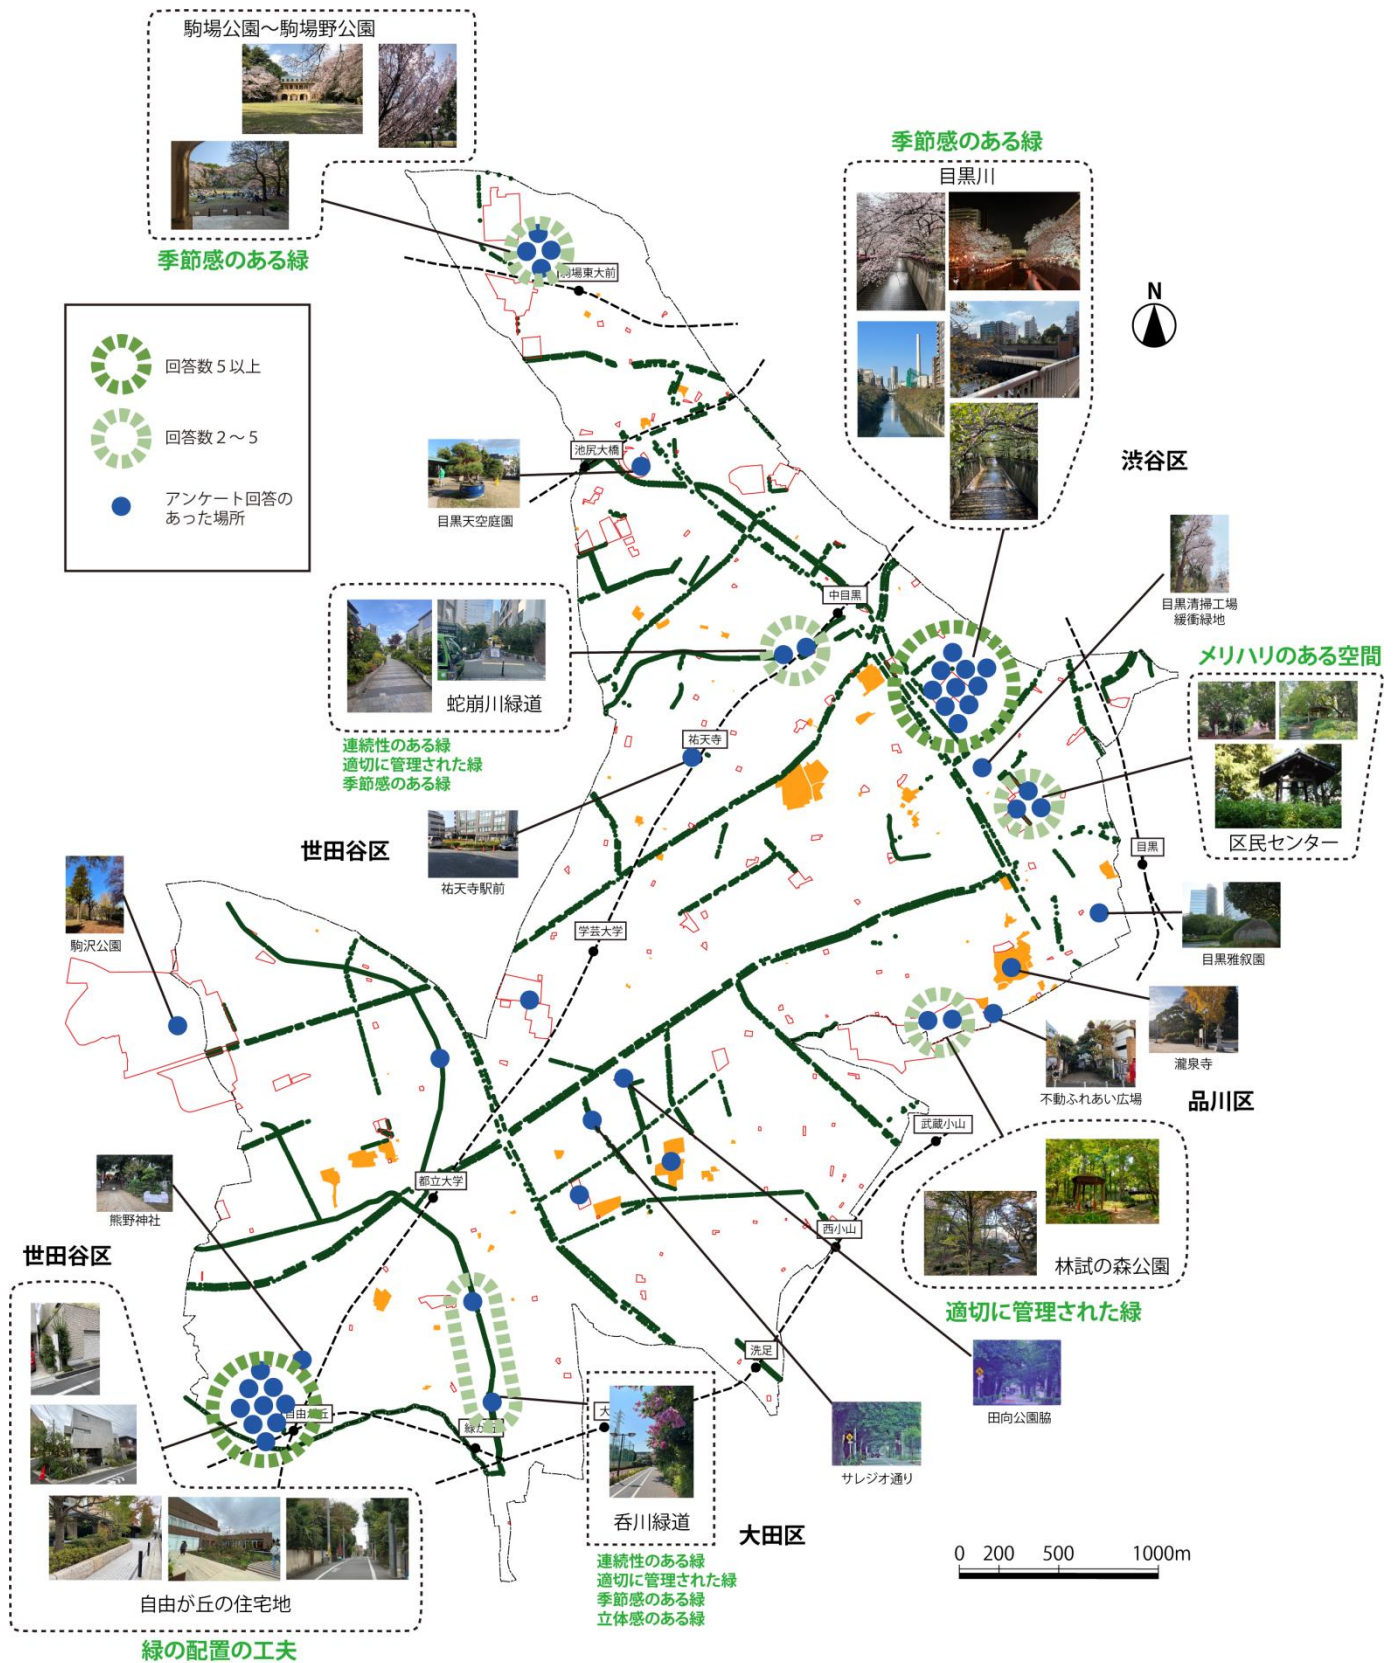 駒場公園～駒場野公園
季節感のある緑
季節感のある緑
目黒川
N
回答数５以上
回答数２～５
アンケート回答の
あった場所
駒場東大前
池尻大橋
目黒天空庭園
渋谷区
中目黒
目黒清掃工場
緩衝緑地
メリハリのある空間
区民センター
蛇崩川緑道
連続性のある緑
適切に管理された緑
季節感のある緑
祐天寺
祐天寺駅前
世田谷区
目黒
駒沢公園
学芸大学
目黒雅叙園
瀧泉寺
不動ふれあい広場
品川区
武蔵小山
都立大学
熊野神社
西小山
林試の森公園
適切に管理された緑
世田谷区
洗足
田向公園脇
自由が丘
緑が丘
大
サレジオ通り
呑川緑道
大田区
連続性のある緑
適切に管理された緑
季節感のある緑
立体感のある緑
0 200 500 1000m
自由が丘の住宅地
緑の配置の工夫